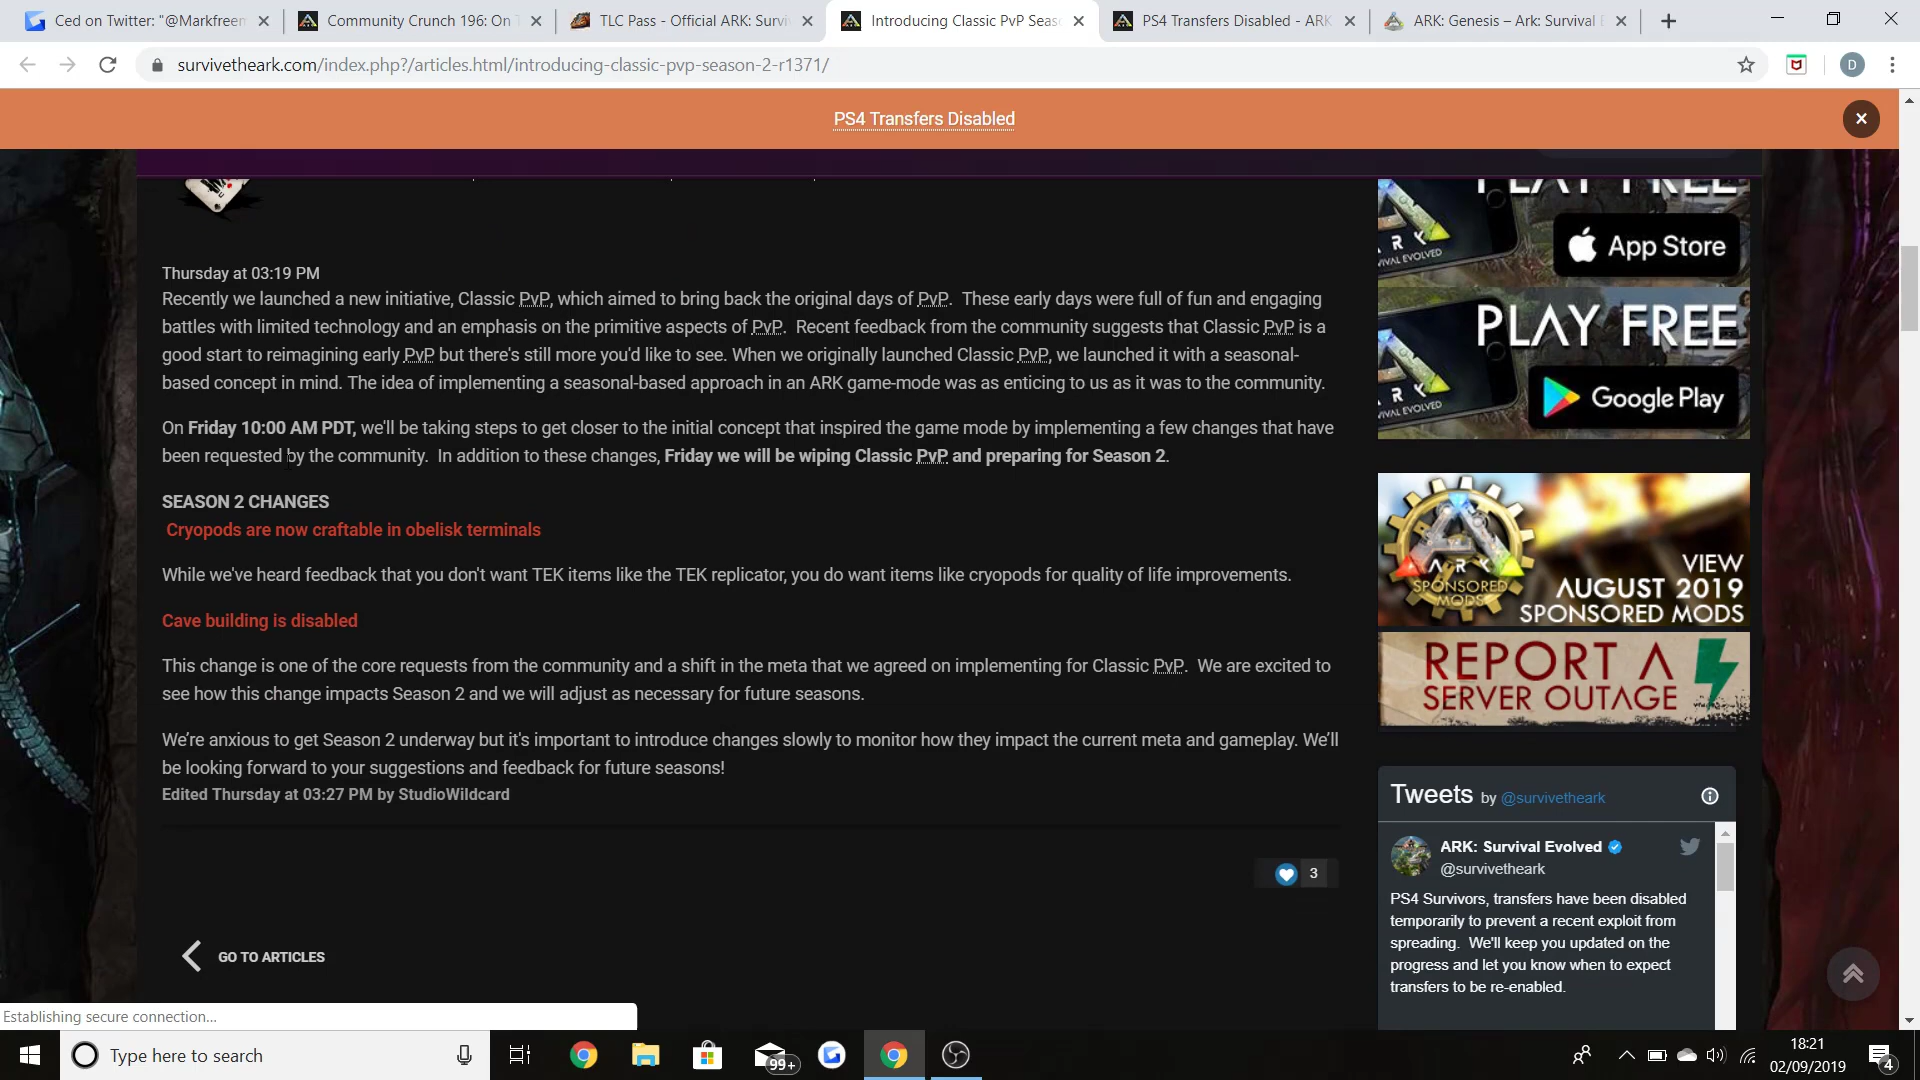 Ced on Twitter: "@Markfreem
Community Crunch 196: On T
TLC Pass - Official ARK: Surviv
Introducing Classic PvP Seaso
PS4 Transfers Disabled - ARK
ARK: Genesis – Ark: Survival E
survivetheark.com/index.php?/articles.html/introducing-classic-pvp-season-2-r1371/
D
PS4 Transfers Disabled
Thursday at 03:19 PM
Recently we launched a new initiative, Classic PvP, which aimed to bring back the original days of PvP.  These early days were full of fun and engaging
battles with limited technology and an emphasis on the primitive aspects of PvP.  Recent feedback from the community suggests that Classic PvP is a
good start to reimagining early PvP but there's still more you'd like to see. When we originally launched Classic PvP, we launched it with a seasonal-
based concept in mind. The idea of implementing a seasonal-based approach in an ARK game-mode was as enticing to us as it was to the community.
On Friday 10:00 AM PDT, we'll be taking steps to get closer to the initial concept that inspired the game mode by implementing a few changes that have
been requested by the community.  In addition to these changes, Friday we will be wiping Classic PvP and preparing for Season 2.
SEASON 2 CHANGES
Cryopods are now craftable in obelisk terminals
While we've heard feedback that you don't want TEK items like the TEK replicator, you do want items like cryopods for quality of life improvements.
Cave building is disabled
This change is one of the core requests from the community and a shift in the meta that we agreed on implementing for Classic PvP.  We are excited to
see how this change impacts Season 2 and we will adjust as necessary for future seasons.
We're anxious to get Season 2 underway but it's important to introduce changes slowly to monitor how they impact the current meta and gameplay. We'll
be looking forward to your suggestions and feedback for future seasons!
Edited Thursday at 03:27 PM by StudioWildcard
3
GO TO ARTICLES
PLAY FREE
App Store
PLAY FREE
Google Play
ARK
SPONSORED
MODS
VIEW
AUGUST 2019
SPONSORED MODS
REPORT A
SERVER OUTAGE
Tweets by @survivetheark
ARK: Survival Evolved
@survivetheark
PS4 Survivors, transfers have been disabled
temporarily to prevent a recent exploit from
spreading.  We'll keep you updated on the
progress and let you know when to expect
transfers to be re-enabled.
Establishing secure connection...
Type here to search
99+
18:21
02/09/2019
4